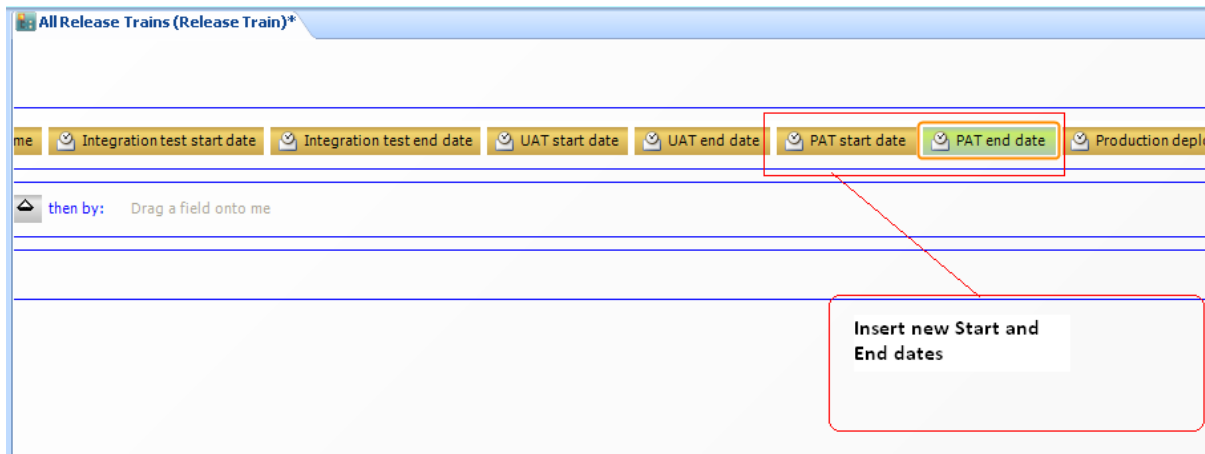 All Release Trains (Release Train)*
me Integration test start date Integration test end date UAT start date UAT end date PAT start date PAT end date Production deplo
then by: Drag a field onto me
Insert new Start and
End dates